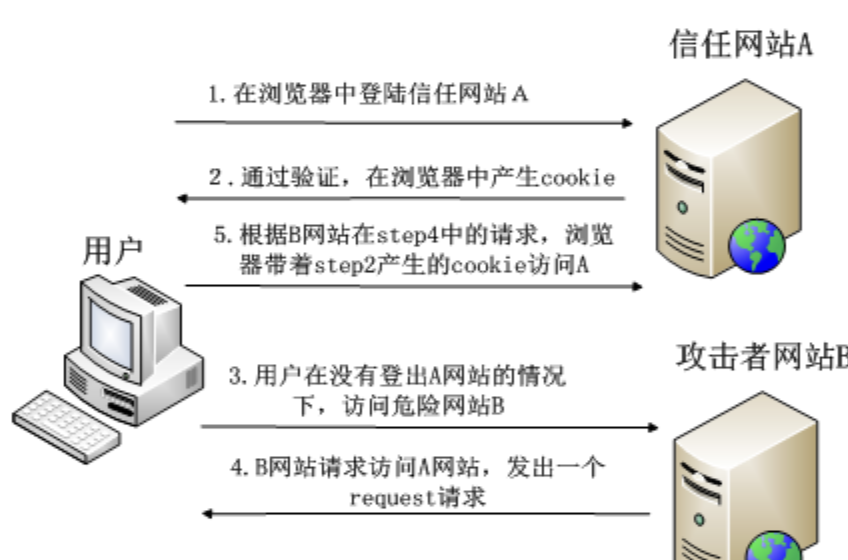 信任网站A
1.在浏览器中登陆信任网站A
2.通过验证，在浏览器中产生cookie
用户
5.根据B网站在step4中的请求，浏览
器带着step2产生的cookie访问A
攻击者网站B
3.用户在没有登出A网站的情况
下，访问危险网站B
4.B网站请求访问A网站，发出一个
request请求